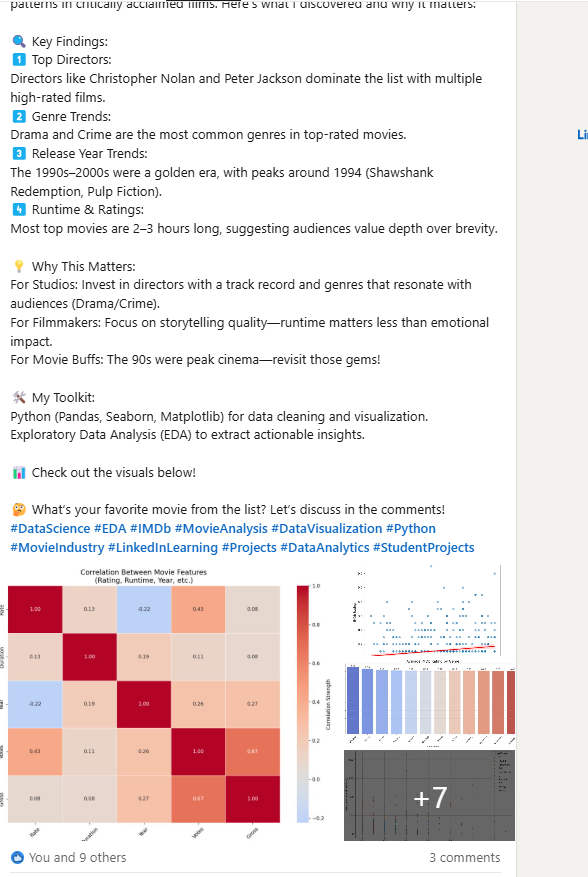 patterns in critically acclaimed films. Here's what I discovered and why it matters:
🔍 Key Findings:
1️⃣ Top Directors:
Directors like Christopher Nolan and Peter Jackson dominate the list with multiple
high-rated films.
2️⃣ Genre Trends:
Drama and Crime are the most common genres in top-rated movies.
3️⃣ Release Year Trends:
The 1990s–2000s were a golden era, with peaks around 1994 (Shawshank
Redemption, Pulp Fiction).
4️⃣ Runtime & Ratings:
Most top movies are 2–3 hours long, suggesting audiences value depth over brevity.
💡 Why This Matters:
For Studios: Invest in directors with a track record and genres that resonate with
audiences (Drama/Crime).
For Filmmakers: Focus on storytelling quality—runtime matters less than emotional
impact.
For Movie Buffs: The 90s were peak cinema—revisit those gems!
🛠️ My Toolkit:
Python (Pandas, Seaborn, Matplotlib) for data cleaning and visualization.
Exploratory Data Analysis (EDA) to extract actionable insights.
📊 Check out the visuals below!
🤔 What's your favorite movie from the list? Let's discuss in the comments!
#DataScience #EDA #IMDb #MovieAnalysis #DataVisualization #Python
#MovieIndustry #LinkedInLearning #Projects #DataAnalytics #StudentProjects
Correlation Between Movie Features
(Rating, Runtime, Year, etc.)
1.00 0.13 -0.22 0.43 0.08
0.13 1.00 0.19 0.11 0.08
-0.22 0.19 1.00 0.26 0.27
0.43 0.11 0.26 1.00 0.67
0.08 0.08 0.27 0.67 1.00
Rate Duration Year Votes Gross
1.0
0.8
0.6
0.4
0.2
0.0
−0.2
Correlation Strength
+7
You and 9 others
3 comments